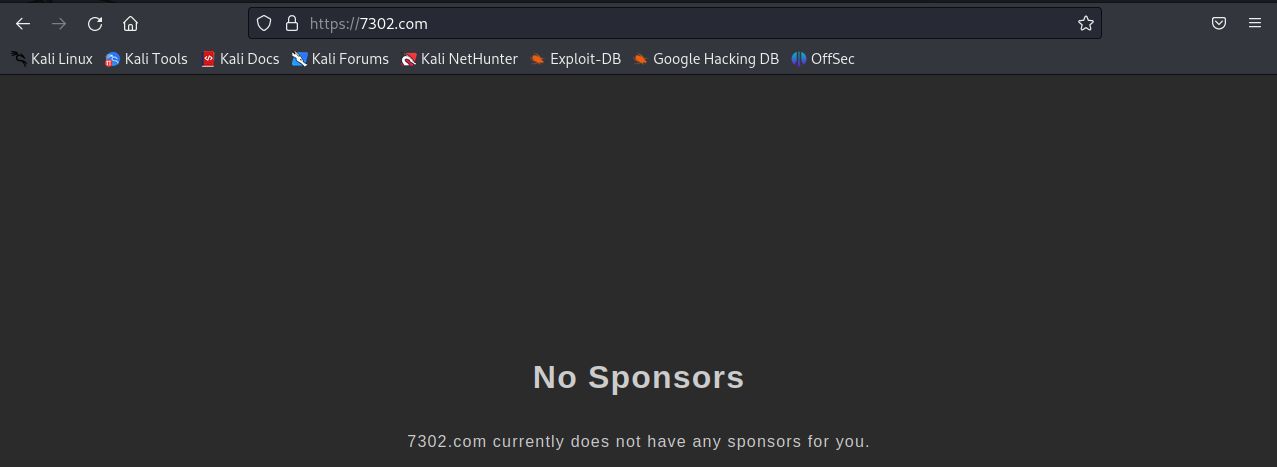 https://7302.com
Kali Linux Kali Tools Kali Docs Kali Forums Kali NetHunter Exploit-DB Google Hacking DB OffSec
No Sponsors
7302.com currently does not have any sponsors for you.